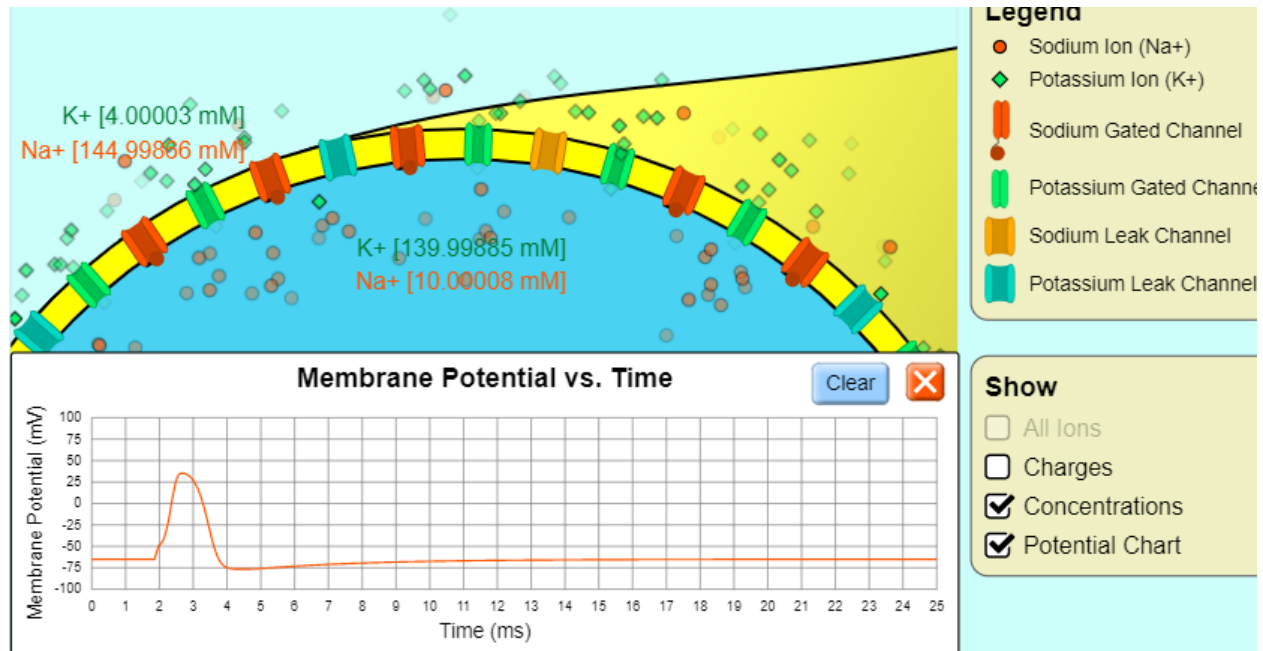 Legend
Sodium Ion (Na+)
Potassium Ion (K+)
Sodium Gated Channel
Potassium Gated Channe
Sodium Leak Channel
Potassium Leak Channel
K+ [4.00003 mM]
Na+ [144.99866 mM]
K+ [139.99885 mM]
Na+ [10.00008 mM]
Membrane Potential vs. Time
Clear
Membrane Potential (mV)
100
75
50
25
0
-25
-50
-75
-100
0 1 2 3 4 5 6 7 8 9 10 11 12 13 14 15 16 17 18 19 20 21 22 23 24 25
Time (ms)
Show
All Ions
Charges
Concentrations
Potential Chart